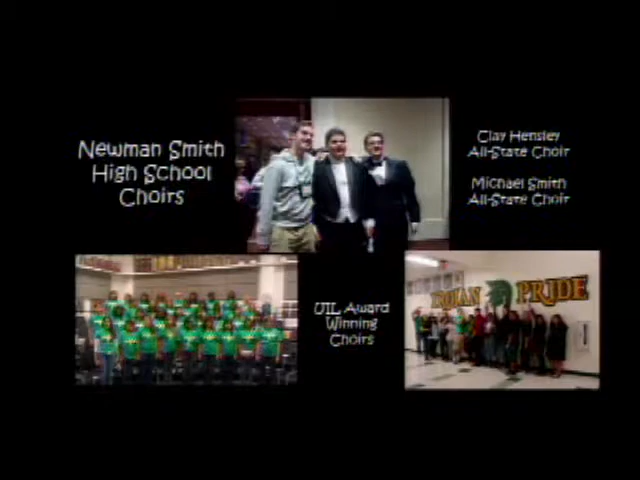 Newman Smith
High School
Choirs
Clay Hensley
All-State Choir
Michael Smith
All-State Choir
UIL Award
Winning
Choirs
TROJAN PRIDE